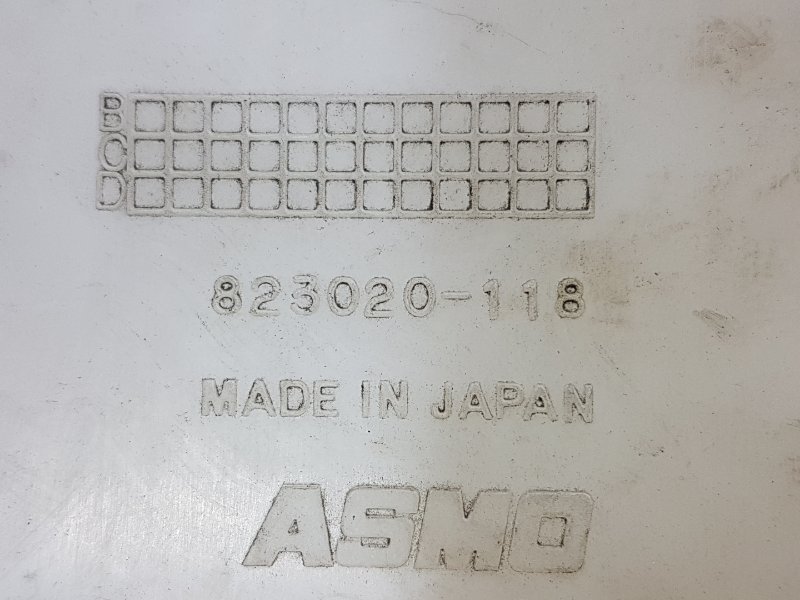 B
C
D
823020-118
MADE IN JAPAN
ASMO